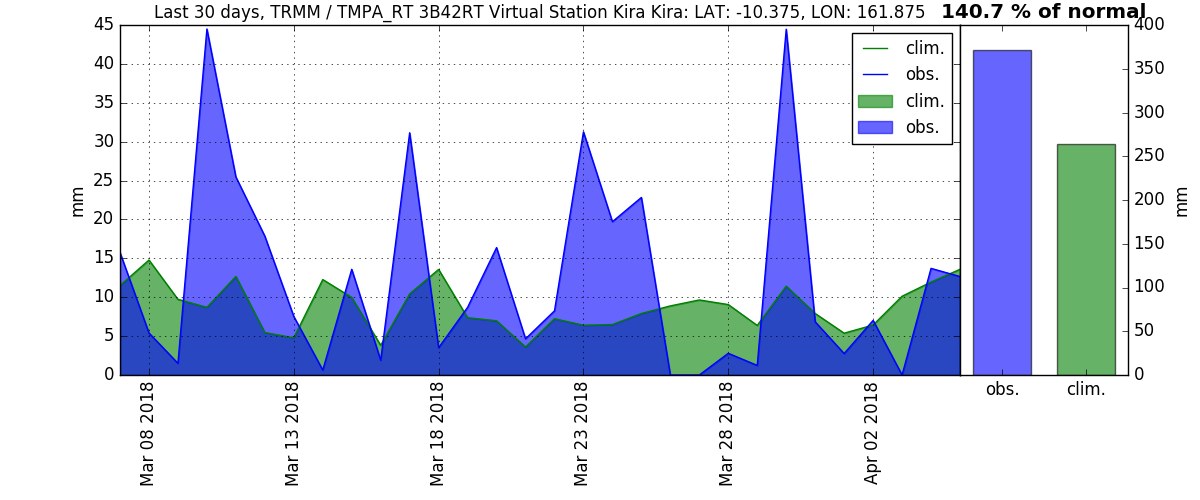 Last 30 days, TRMM / TMPA_RT 3B42RT Virtual Station Kira Kira: LAT: -10.375, LON: 161.875 140.7 % of normal
45
40
35
30
25
20
15
10
5
0
mm
clim.
obs.
clim.
obs.
Mar 08 2018
Mar 13 2018
Mar 18 2018
Mar 23 2018
Mar 28 2018
Apr 02 2018
400
350
300
250
200
150
100
50
0
mm
obs.
clim.